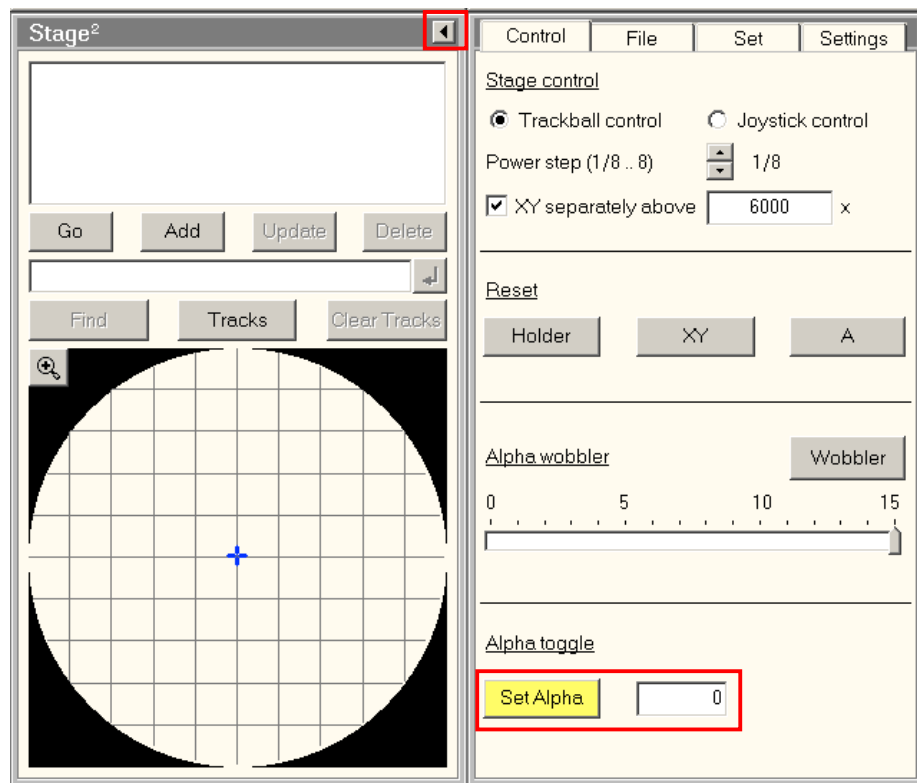 Stage²
Go Add Update Delete
Find Tracks Clear Tracks
Control File Set Settings
Stage control
Trackball control Joystick control
Power step (1/8 .. 8) 1/8
XY separately above 6000 x
Reset
Holder XY A
Alpha wobbler Wobbler
0 5 10 15
Alpha toggle
Set Alpha 0